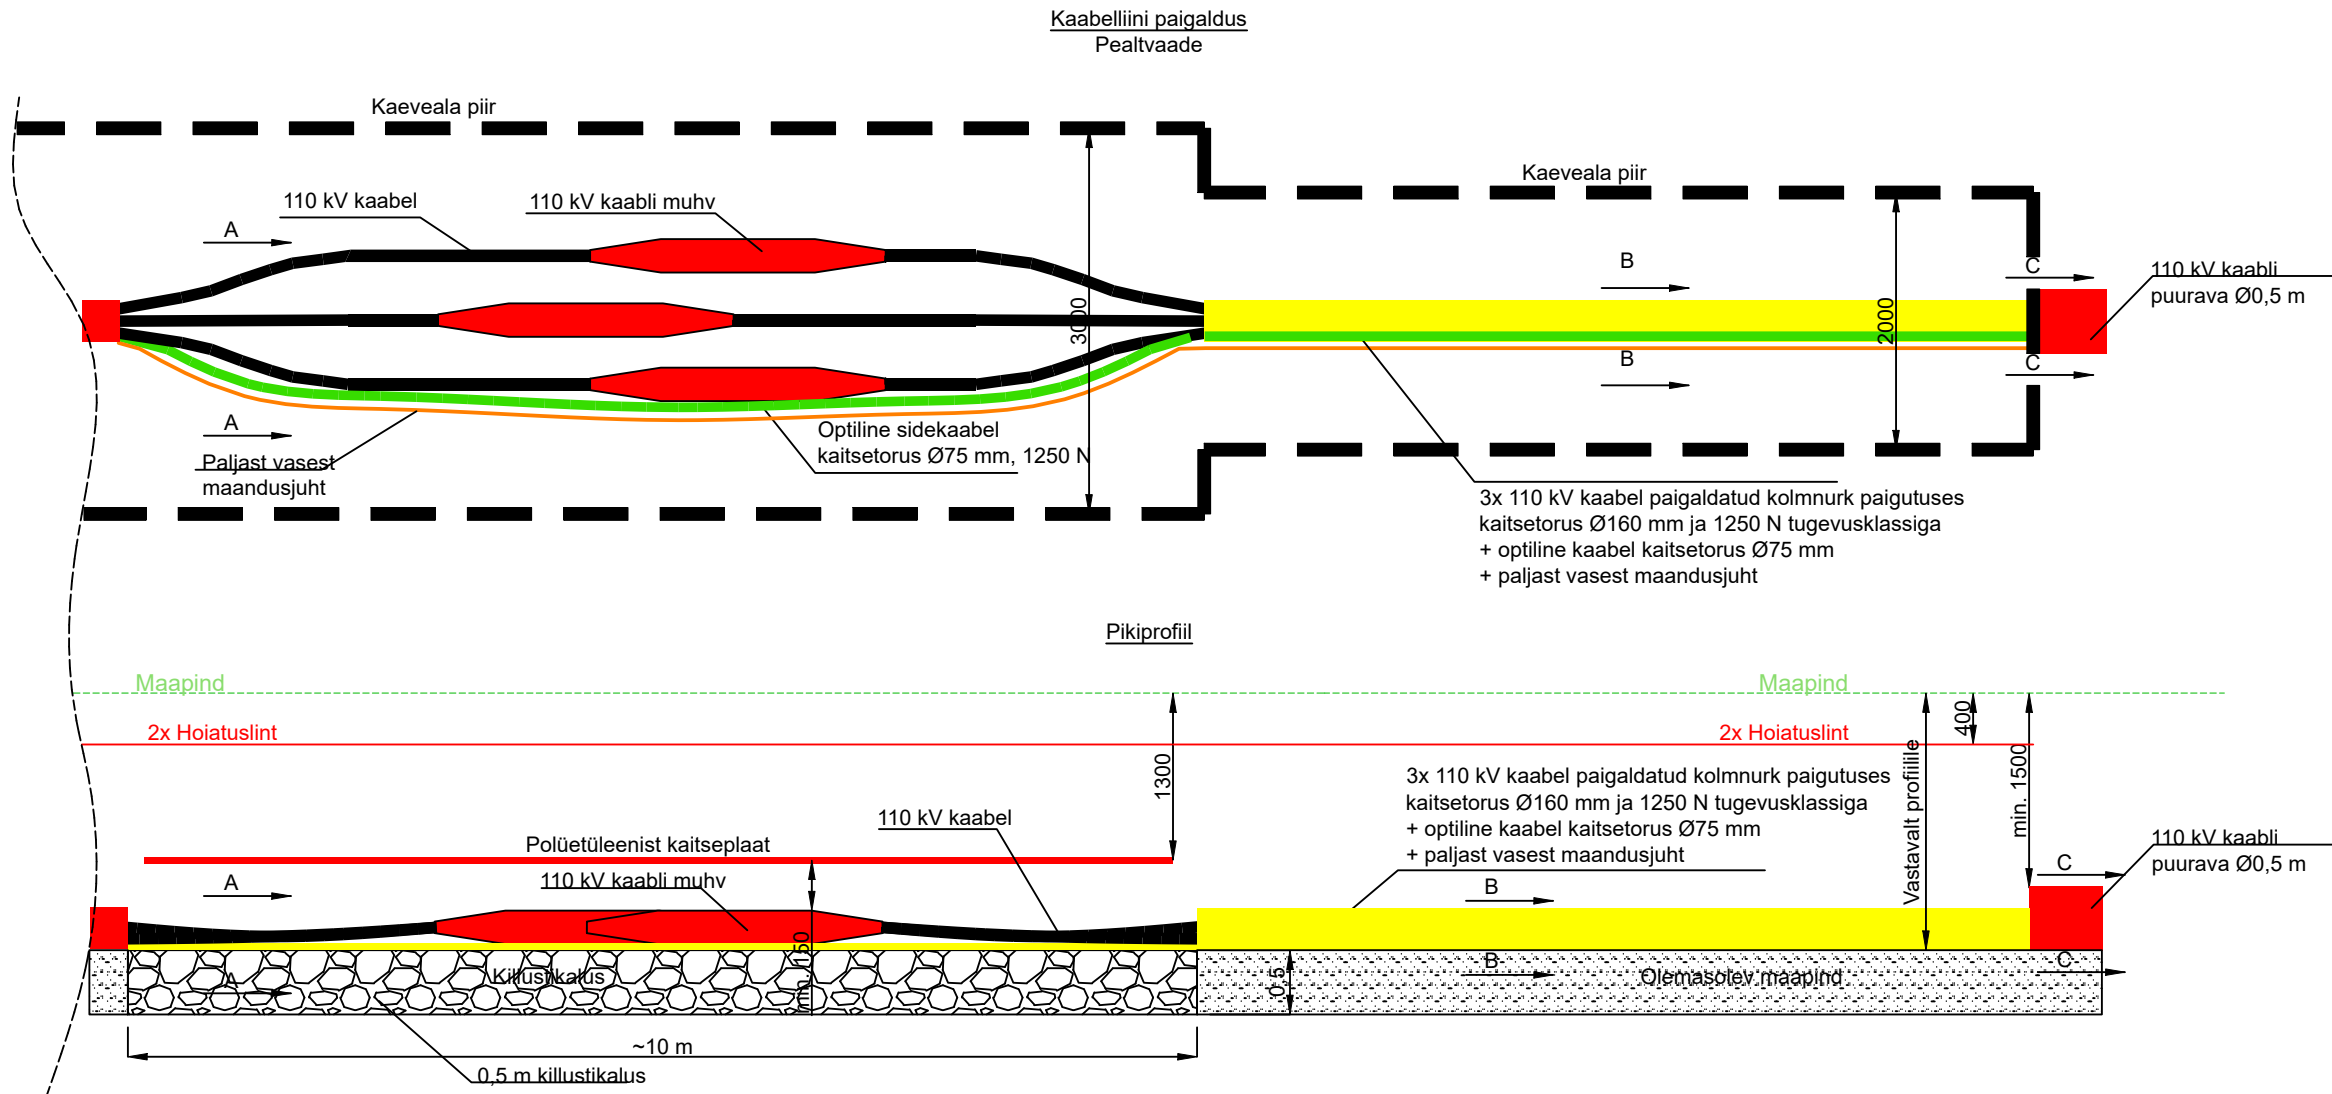 Kaabelliini paigaldus
Pealtvaade
Kaeveala piir
Kaeveala piir
110 kV kaabel
110 kV kaabli muhv
A
B
C
110 kV kaabli
puurava Ø0,5 m
3000
2000
B
C
A
Optiline sidekaabel
kaitsetorus Ø75 mm, 1250 N
Paljast vasest
maandusjuht
3x 110 kV kaabel paigaldatud kolmnurk paigutuses
kaitsetorus Ø160 mm ja 1250 N tugevusklassiga
+ optiline kaabel kaitsetorus Ø75 mm
+ paljast vasest maandusjuht
Pikiprofiil
Maapind
Maapind
2x Hoiatuslint
2x Hoiatuslint
400
1300
Vastavalt profiilile
min. 1500
3x 110 kV kaabel paigaldatud kolmnurk paigutuses
kaitsetorus Ø160 mm ja 1250 N tugevusklassiga
+ optiline kaabel kaitsetorus Ø75 mm
+ paljast vasest maandusjuht
110 kV kaabel
Polüetüleenist kaitseplaat
110 kV kaabli muhv
110 kV kaabli
puurava Ø0,5 m
A
B
C
min. 150
Killustikalus
A
0,5
B
Olemasolev maapind
C
~10 m
0,5 m killustikalus